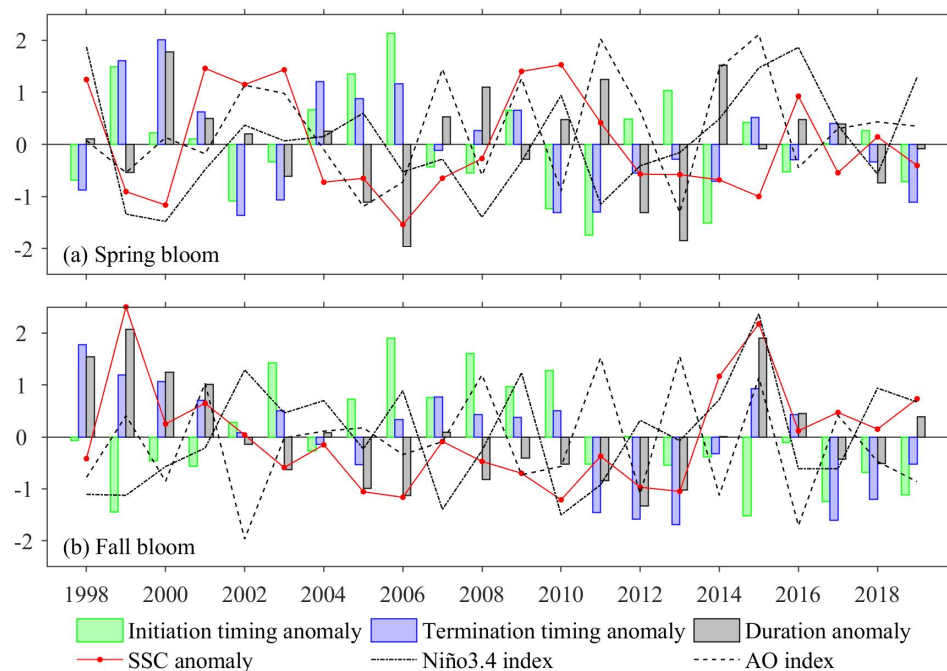 2
1
0
-1
-2
(a) Spring bloom
2
1
0
-1
-2
(b) Fall bloom
1998 2000 2002 2004 2006 2008 2010 2012 2014 2016 2018
Initiation timing anomaly Termination timing anomaly Duration anomaly
SSC anomaly Niño3.4 index AO index